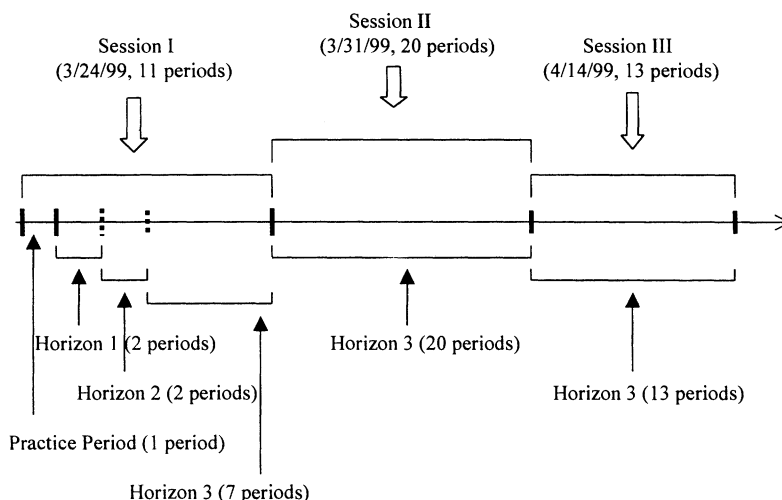 Session I
(3/24/99, 11 periods)
Session II
(3/31/99, 20 periods)
Session III
(4/14/99, 13 periods)
Horizon 1 (2 periods)
Horizon 3 (20 periods)
Horizon 2 (2 periods)
Horizon 3 (13 periods)
Practice Period (1 period)
Horizon 3 (7 periods)